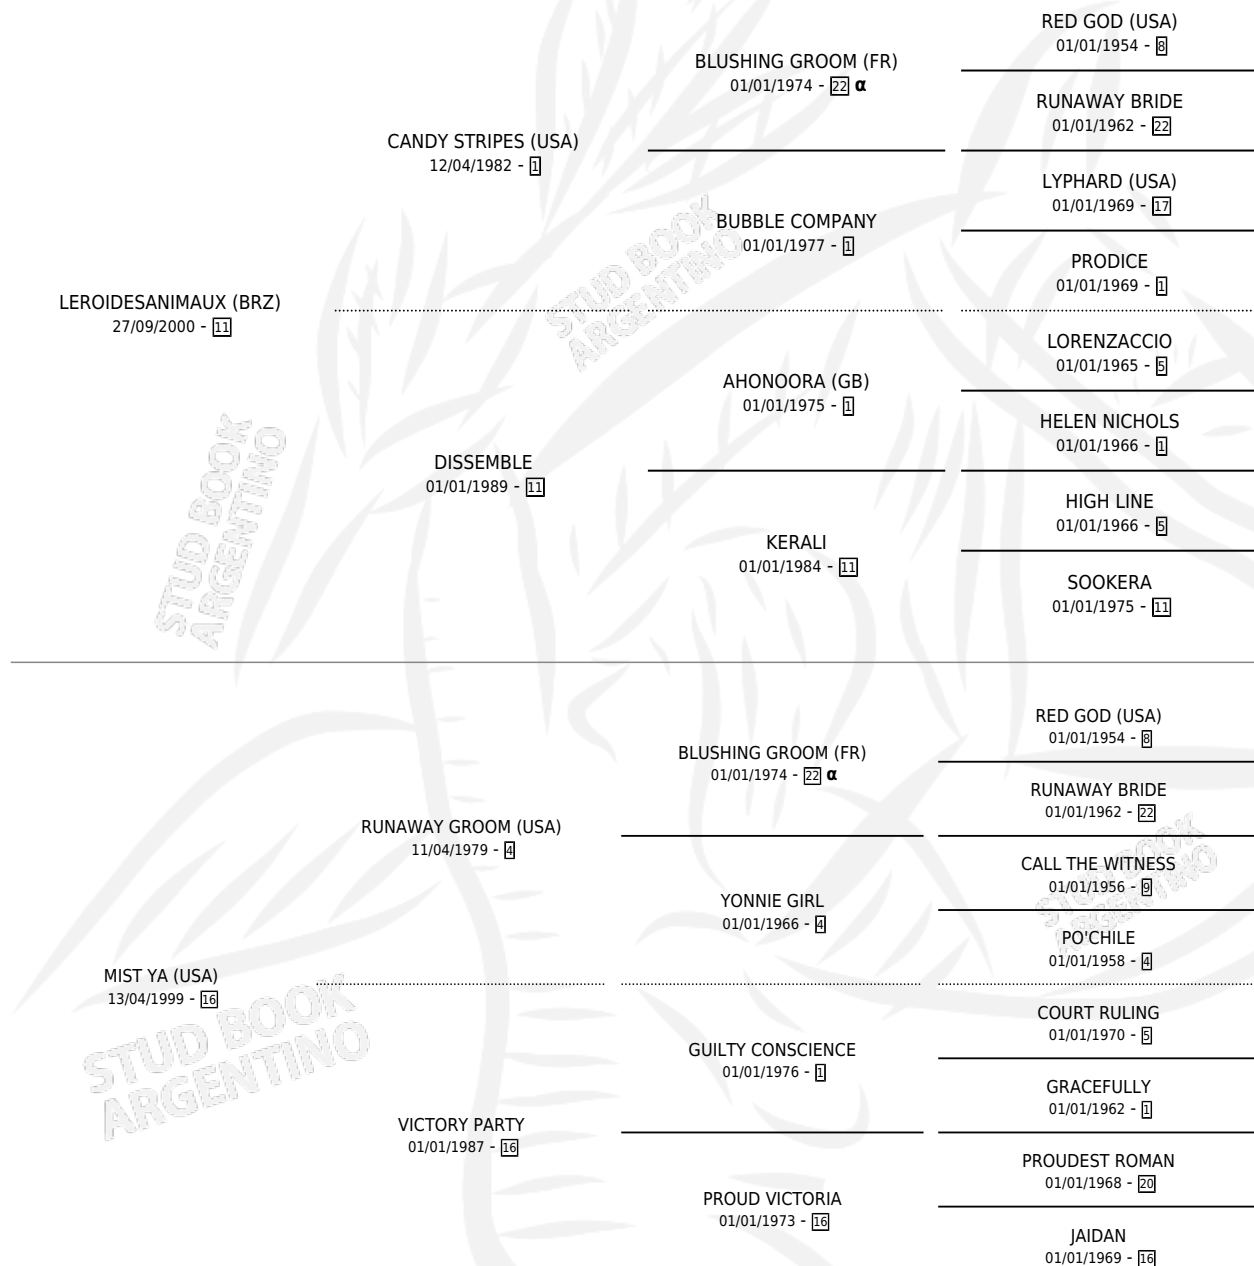 RED GOD (USA)
01/01/1954 - 8
BLUSHING GROOM (FR)
01/01/1974 - 22 α
RUNAWAY BRIDE
01/01/1962 - 22
CANDY STRIPES (USA)
12/04/1982 - 1
LYPHARD (USA)
01/01/1969 - 17
BUBBLE COMPANY
01/01/1977 - 1
PRODICE
01/01/1969 - 1
LEROIDESANIMAUX (BRZ)
27/09/2000 - 11
LORENZACCIO
01/01/1965 - 5
AHONOORA (GB)
01/01/1975 - 1
HELEN NICHOLS
01/01/1966 - 1
DISSEMBLE
01/01/1989 - 11
HIGH LINE
01/01/1966 - 5
KERALI
01/01/1984 - 11
SOOKERA
01/01/1975 - 11
RED GOD (USA)
01/01/1954 - 8
BLUSHING GROOM (FR)
01/01/1974 - 22 α
RUNAWAY BRIDE
01/01/1962 - 22
RUNAWAY GROOM (USA)
11/04/1979 - 4
CALL THE WITNESS
01/01/1956 - 9
YONNIE GIRL
01/01/1966 - 4
PO'CHILE
01/01/1958 - 4
MIST YA (USA)
13/04/1999 - 16
COURT RULING
01/01/1970 - 5
GUILTY CONSCIENCE
01/01/1976 - 1
GRACEFULLY
01/01/1962 - 1
VICTORY PARTY
01/01/1987 - 16
PROUDEST ROMAN
01/01/1968 - 20
PROUD VICTORIA
01/01/1973 - 16
JAIDAN
01/01/1969 - 16
STUD BOOK
ARGENTINO
STUD BOOK
ARGENTINO
STUD BOOK
ARGENTINO
STUD BOOK
ARGENTINO